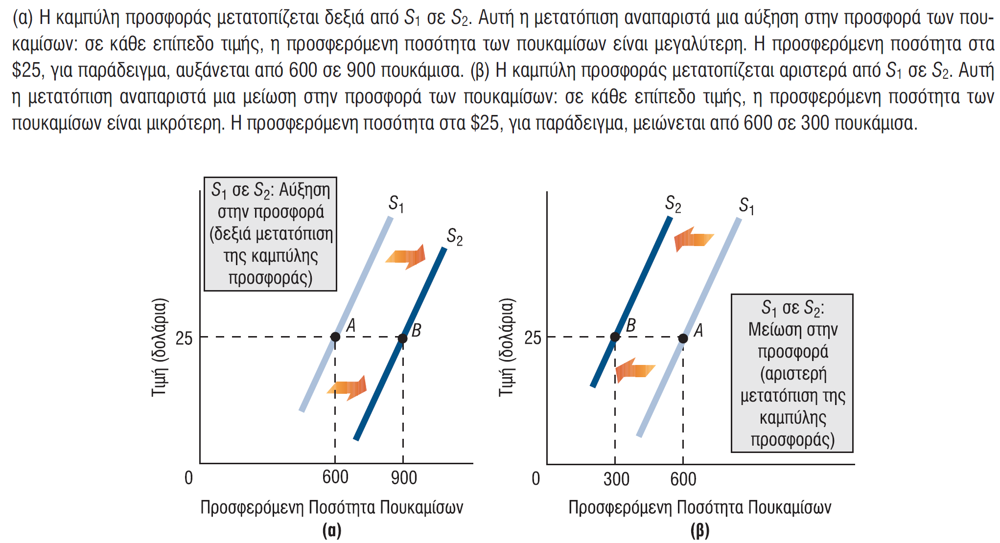 (α) Η καμπύλη προσφοράς μετατοπίζεται δεξιά από S1 σε S2. Αυτή η μετατόπιση αναπαριστά μια αύξηση στην προσφορά των που-
καμίσων: σε κάθε επίπεδο τιμής, η προσφερόμενη ποσότητα των πουκαμίσων είναι μεγαλύτερη. Η προσφερόμενη ποσότητα στα
$25, για παράδειγμα, αυξάνεται από 600 σε 900 πουκάμισα. (β) Η καμπύλη προσφοράς μετατοπίζεται αριστερά από S1 σε S2. Αυτή
η μετατόπιση αναπαριστά μια μείωση στην προσφορά των πουκαμίσων: σε κάθε επίπεδο τιμής, η προσφερόμενη ποσότητα των
πουκαμίσων είναι μικρότερη. Η προσφερόμενη ποσότητα στα $25, για παράδειγμα, μειώνεται από 600 σε 300 πουκάμισα.
S1 σε S2: Αύξηση
στην προσφορά
(δεξιά μετατόπιση
της καμπύλης
προσφοράς)
S1
S2
Τιμή (δολάρια)
25
A
B
0
600
900
Προσφερόμενη Ποσότητα Πουκαμίσων
(α)
S2
S1
Τιμή (δολάρια)
25
B
A
S1 σε S2:
Μείωση στην
προσφορά
(αριστερή
μετατόπιση της
καμπύλης
προσφοράς)
0
300
600
Προσφερόμενη Ποσότητα Πουκαμίσων
(β)